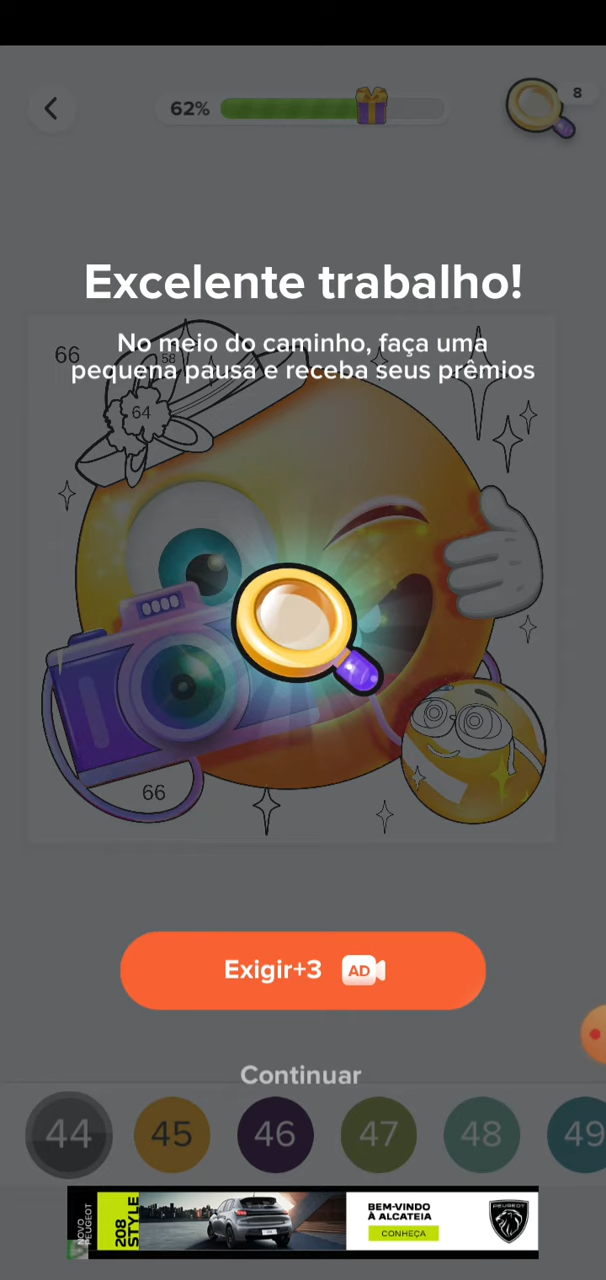 62%
8
Excelente trabalho!
No meio do caminho, faça uma
pequena pausa e receba seus prêmios
66
58
64
66
Exigir+3 AD
Continuar
44 45 46 47 48 49
NOVO
PEUGEOT
208
STYLE
BEM-VINDO
À ALCATEIA
CONHEÇA
PEUGEOT